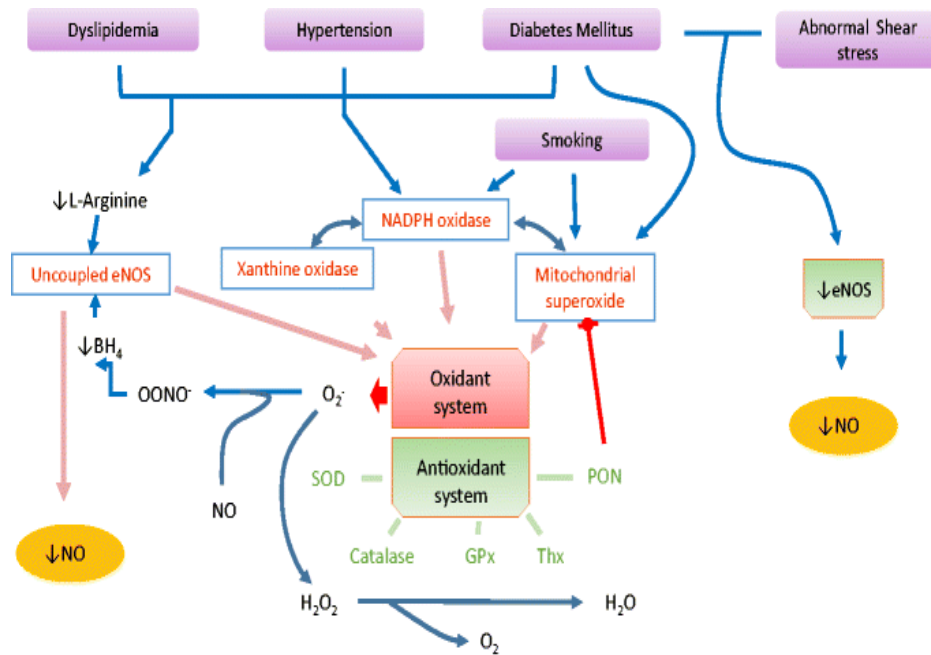 Dyslipidemia
Hypertension
Diabetes Mellitus
Abnormal Shear
stress
Smoking
↓L-Arginine
NADPH oxidase
Xanthine oxidase
Uncoupled eNOS
Mitochondrial
superoxide
↓eNOS
↓BH₄
OONO⁻
O₂⁻
Oxidant
system
↓NO
Antioxidant
system
SOD
PON
NO
↓NO
Catalase
GPx
Thx
H₂O₂
H₂O
O₂